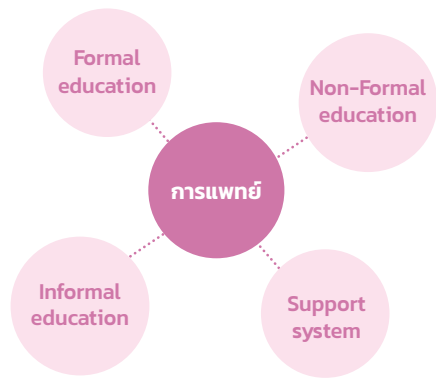 Formal
education
Non-Formal
education
การแพทย์
Informal
education
Support
system